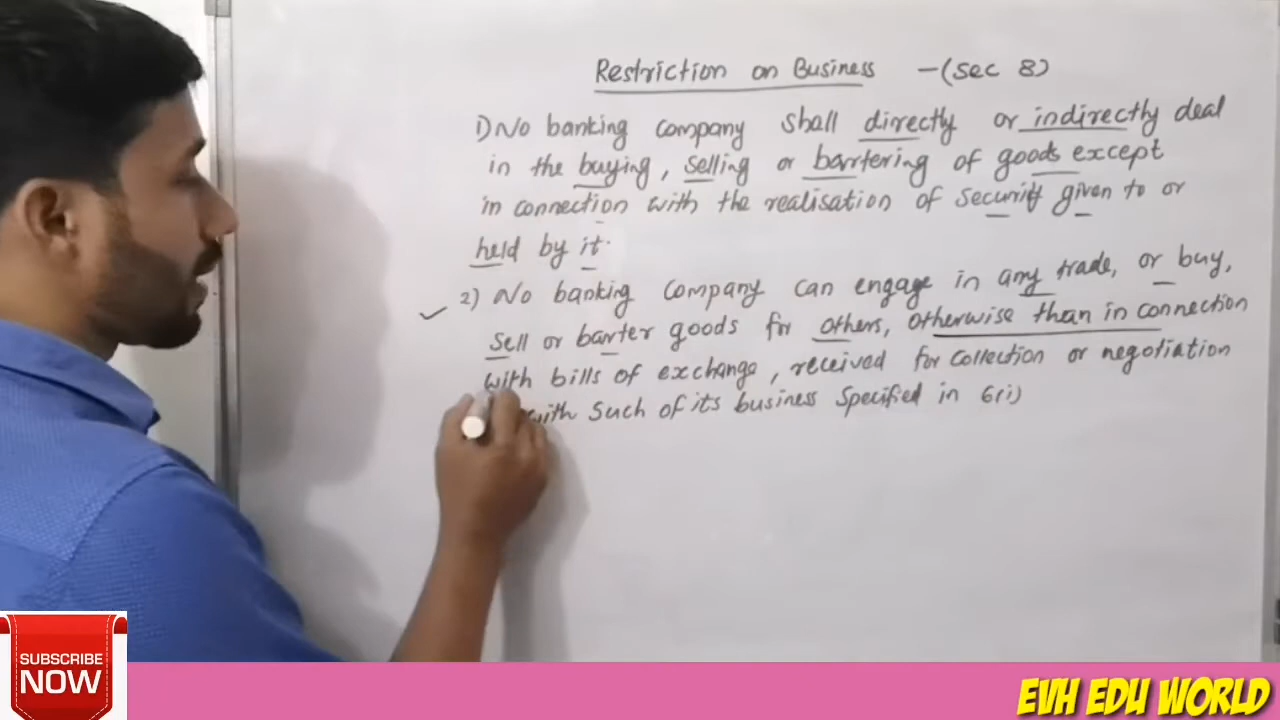 Restriction on Business - (Sec 8)
1) No banking company shall directly or indirectly deal
in the buying, selling or bartering of goods except
in connection with the realisation of security given to or
held by it.
2) No banking company can engage in any trade, or buy,
Sell or barter goods for others, otherwise than in connection
with bills of exchange, received for collection or negotiation
with such of its business specified in 6(i)
SUBSCRIBE
NOW
EVH EDU WORLD